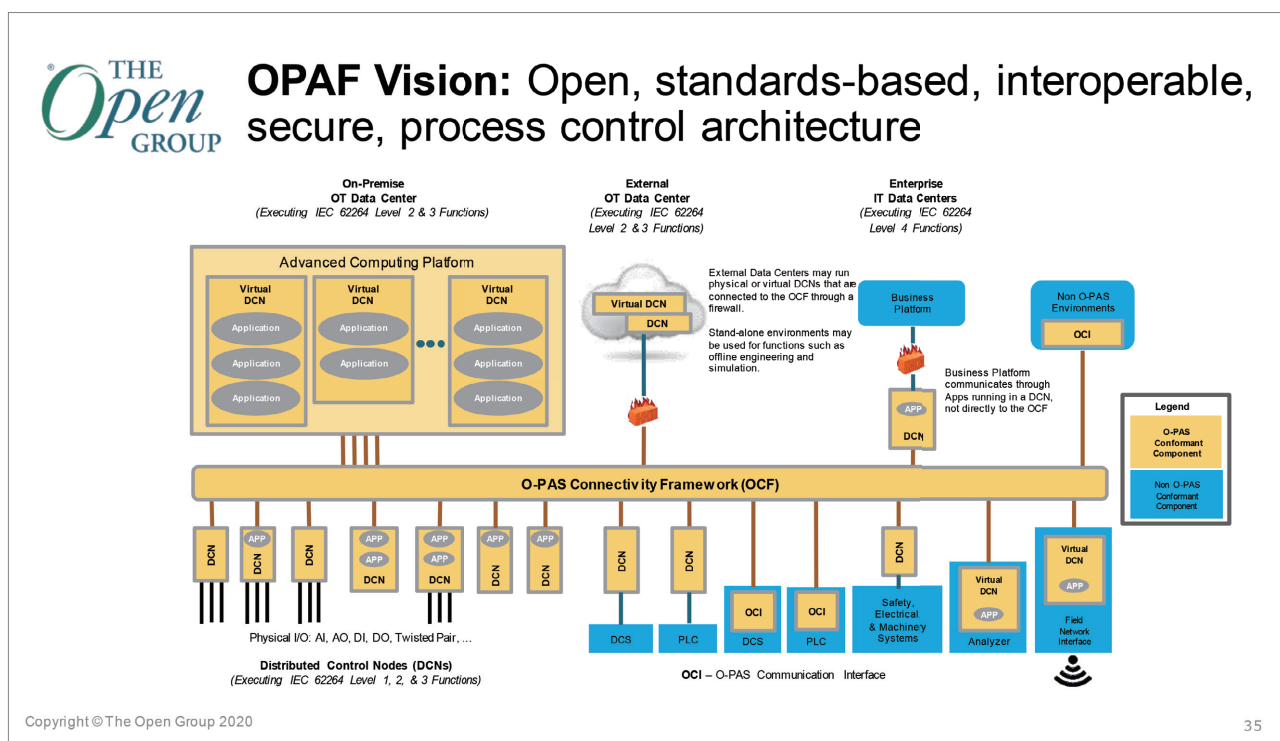 THE
Open
GROUP
®
OPAF Vision: Open, standards-based, interoperable,
secure, process control architecture
On-Premise
OT Data Center
(Executing IEC 62264 Level 2 & 3 Functions)
External
OT Data Center
(Executing IEC 62264
Level 2 & 3 Functions)
Enterprise
IT Data Centers
(Executing IEC 62264
Level 4 Functions)
Advanced Computing Platform
Virtual
DCN
Application
Application
Application
Virtual
DCN
Application
Application
Virtual
DCN
Application
Application
Application
Virtual DCN
DCN
External Data Centers may run
physical or virtual DCNs that are
connected to the OCF through a
firewall.
Stand-alone environments may
be used for functions such as
offline engineering and
simulation.
Business
Platform
APP
DCN
Business Platform
communicates through
Apps running in a DCN,
not directly to the OCF
Non O-PAS
Environments
OCI
Legend
O-PAS
Conformant
Component
Non O-PAS
Conformant
Component
O-PAS Connectivity Framework (OCF)
DCN
APP
DCN
DCN
APP
APP
DCN
APP
APP
DCN
APP
DCN
APP
DCN
DCN
DCS
DCN
PLC
OCI
DCS
OCI
PLC
DCN
Safety,
Electrical
& Machinery
Systems
Virtual
DCN
APP
Analyzer
Virtual
DCN
APP
Field
Network
Interface
Physical I/O: AI, AO, DI, DO, Twisted Pair, ...
Distributed Control Nodes (DCNs)
(Executing IEC 62264 Level 1, 2, & 3 Functions)
OCI – O-PAS Communication Interface
Copyright © The Open Group 2020
35